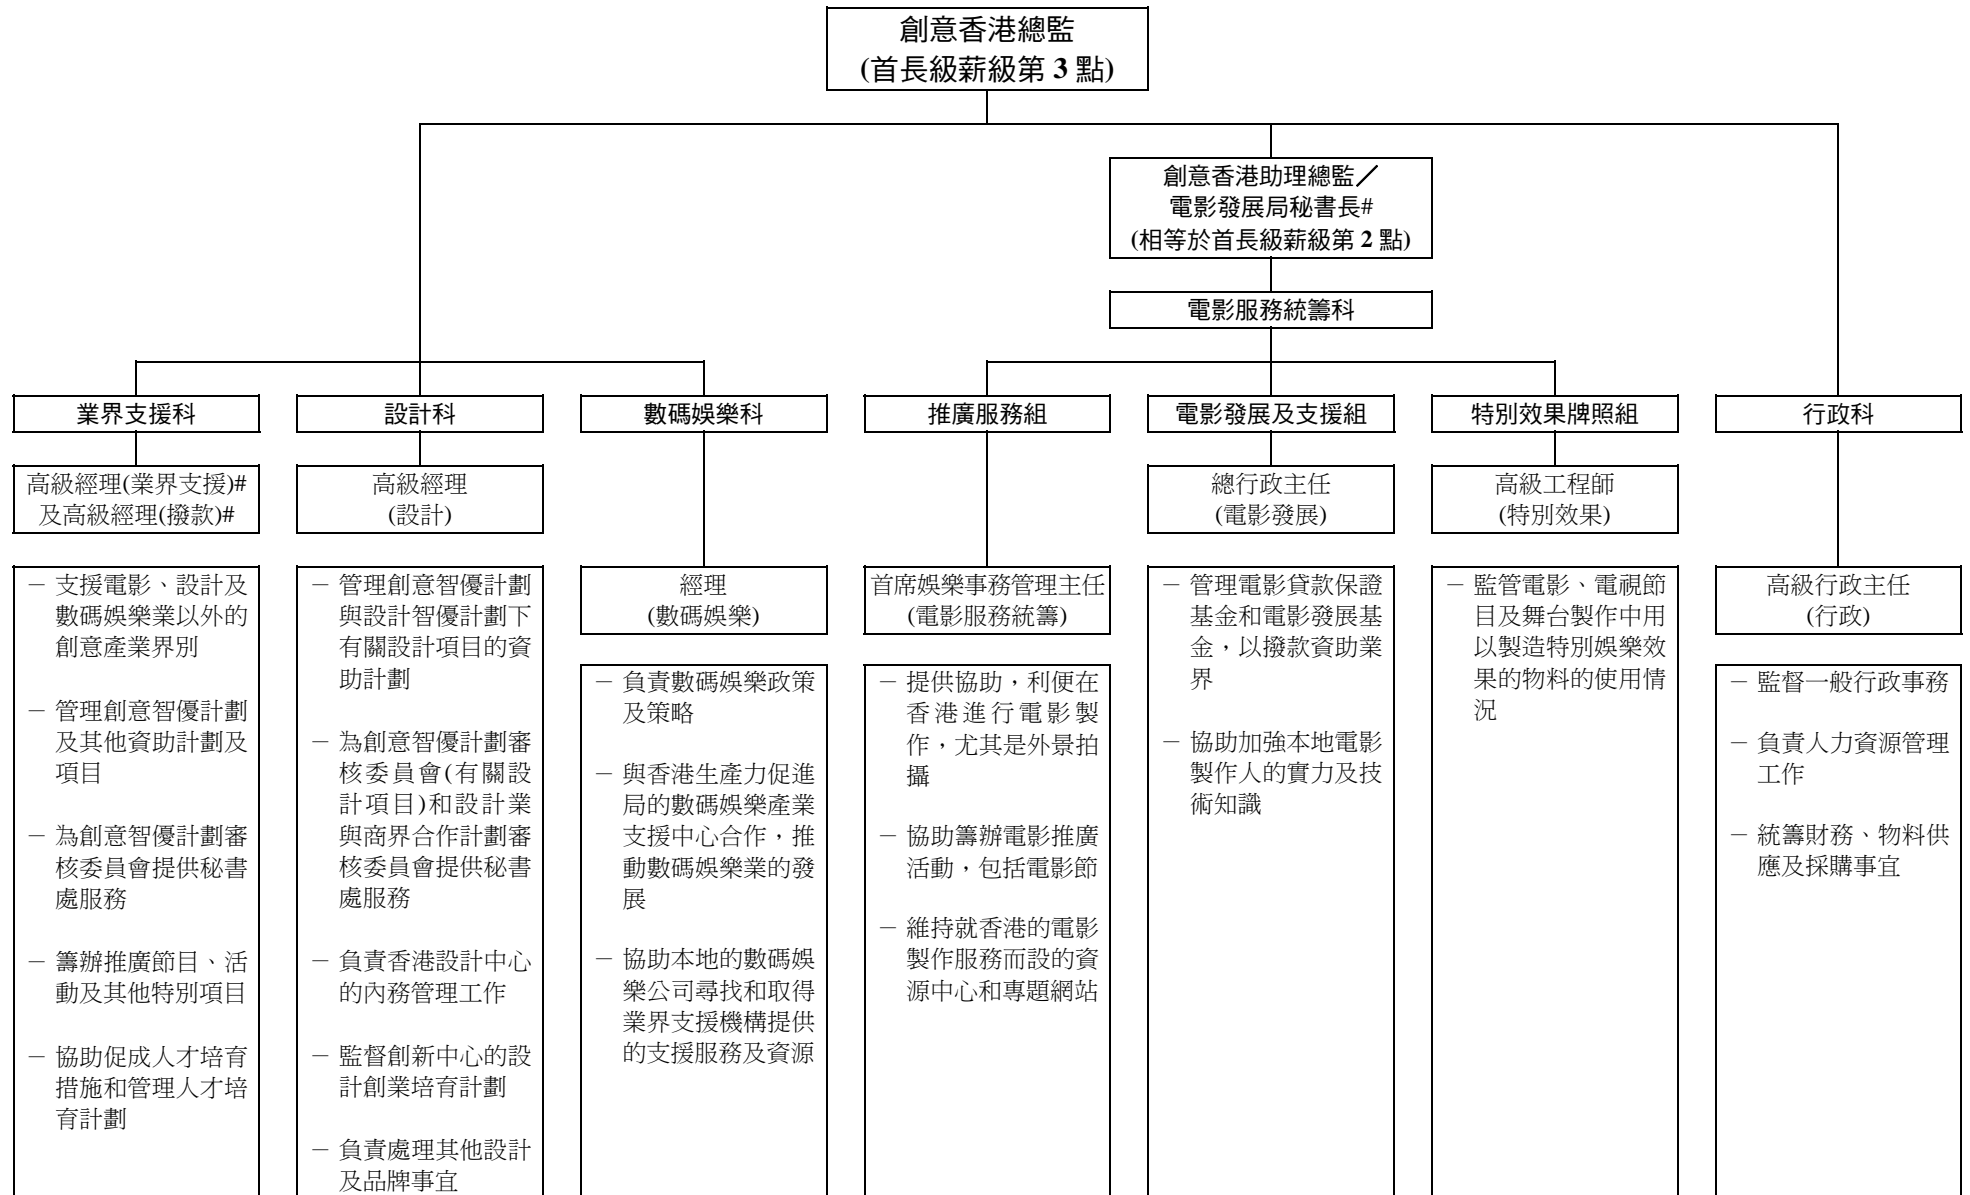 創意香港總監
(首長級薪級第 3 點)
創意香港助理總監／
電影發展局秘書長#
(相等於首長級薪級第 2 點)
電影服務統籌科
業界支援科
高級經理(業界支援)#
及高級經理(撥款)#
－ 支援電影、設計及
數碼娛樂業以外的
創意產業界別
－ 管理創意智優計劃
及其他資助計劃及
項目
－ 為創意智優計劃審
核委員會提供秘書
處服務
－ 籌辦推廣節目、活
動及其他特別項目
－ 協助促成人才培育
措施和管理人才培
育計劃
設計科
高級經理
(設計)
－ 管理創意智優計劃
與設計智優計劃下
有關設計項目的資
助計劃
－ 為創意智優計劃審
核委員會(有關設
計項目)和設計業
與商界合作計劃審
核委員會提供秘書
處服務
－ 負責香港設計中心
的內務管理工作
－ 監督創新中心的設
計創業培育計劃
－ 負責處理其他設計
及品牌事宜
數碼娛樂科
經理
(數碼娛樂)
－ 負責數碼娛樂政策
及策略
－ 與香港生產力促進
局的數碼娛樂產業
支援中心合作，推
動數碼娛樂業的發
展
－ 協助本地的數碼娛
樂公司尋找和取得
業界支援機構提供
的支援服務及資源
推廣服務組
首席娛樂事務管理主任
(電影服務統籌)
－ 提供協助，利便在
香港進行電影製
作，尤其是外景拍
攝
－ 協助籌辦電影推廣
活動，包括電影節
－ 維持就香港的電影
製作服務而設的資
源中心和專題網站
電影發展及支援組
總行政主任
(電影發展)
－ 管理電影貸款保證
基金和電影發展基
金，以撥款資助業
界
－ 協助加強本地電影
製作人的實力及技
術知識
特別效果牌照組
高級工程師
(特別效果)
－ 監管電影、電視節
目及舞台製作中用
以製造特別娛樂效
果的物料的使用情
況
行政科
高級行政主任
(行政)
－ 監督一般行政事務
－ 負責人力資源管理
工作
－ 統籌財務、物料供
應及採購事宜